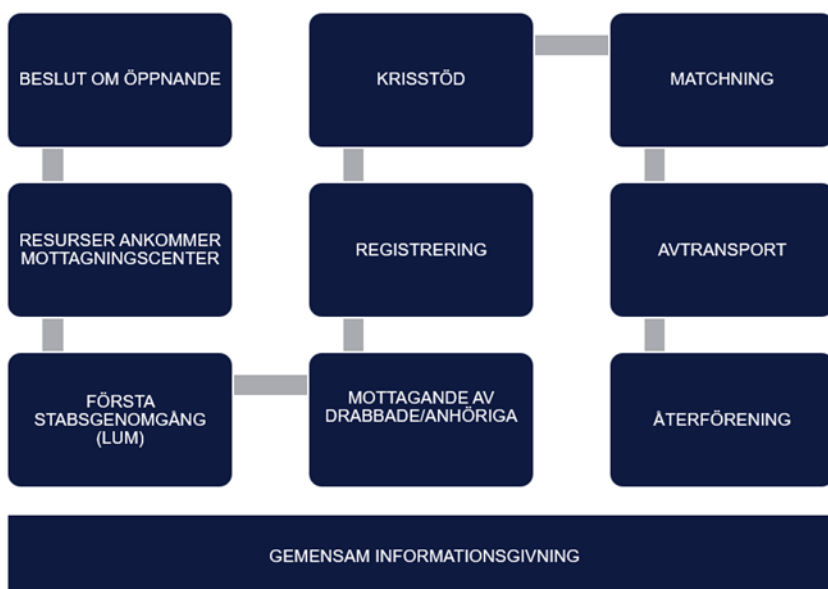 BESLUT OM ÖPPNANDE
RESURSER ANKOMMER
MOTTAGNINGSCENTER
FÖRSTA
STABSGENOMGÅNG
(LUM)
MOTTAGANDE AV
DRABBADE/ANHÖRIGA
REGISTRERING
KRISSTÖD
MATCHNING
AVTRANSPORT
ÅTERFÖRENING
GEMENSAM INFORMATIONSGIVNING